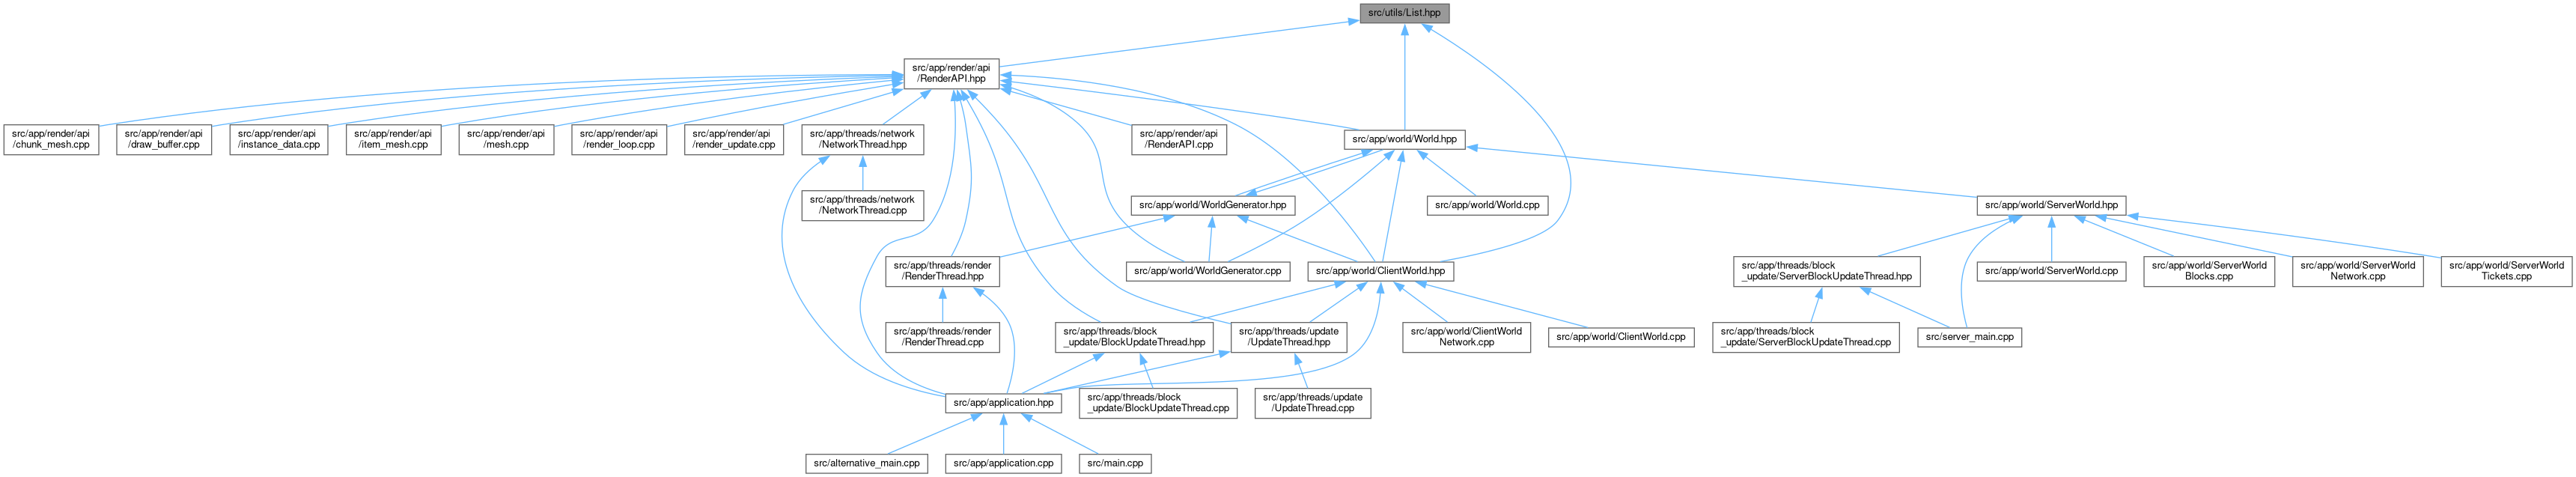 src/utils/List.hpp
src/app/render/api
/RenderAPI.hpp
src/app/render/api
/chunk_mesh.cpp
src/app/render/api
/draw_buffer.cpp
src/app/render/api
/instance_data.cpp
src/app/render/api
/item_mesh.cpp
src/app/render/api
/mesh.cpp
src/app/render/api
/render_loop.cpp
src/app/render/api
/render_update.cpp
src/app/threads/network
/NetworkThread.hpp
src/app/render/api
/RenderAPI.cpp
src/app/world/World.hpp
src/app/threads/network
/NetworkThread.cpp
src/app/world/WorldGenerator.hpp
src/app/world/World.cpp
src/app/world/ServerWorld.hpp
src/app/threads/render
/RenderThread.hpp
src/app/world/WorldGenerator.cpp
src/app/world/ClientWorld.hpp
src/app/threads/block
_update/ServerBlockUpdateThread.hpp
src/app/world/ServerWorld.cpp
src/app/world/ServerWorld
Blocks.cpp
src/app/world/ServerWorld
Network.cpp
src/app/world/ServerWorld
Tickets.cpp
src/app/threads/render
/RenderThread.cpp
src/app/threads/block
_update/BlockUpdateThread.hpp
src/app/threads/update
/UpdateThread.hpp
src/app/world/ClientWorld
Network.cpp
src/app/world/ClientWorld.cpp
src/app/threads/block
_update/ServerBlockUpdateThread.cpp
src/server_main.cpp
src/app/application.hpp
src/app/threads/block
_update/BlockUpdateThread.cpp
src/app/threads/update
/UpdateThread.cpp
src/alternative_main.cpp
src/app/application.cpp
src/main.cpp